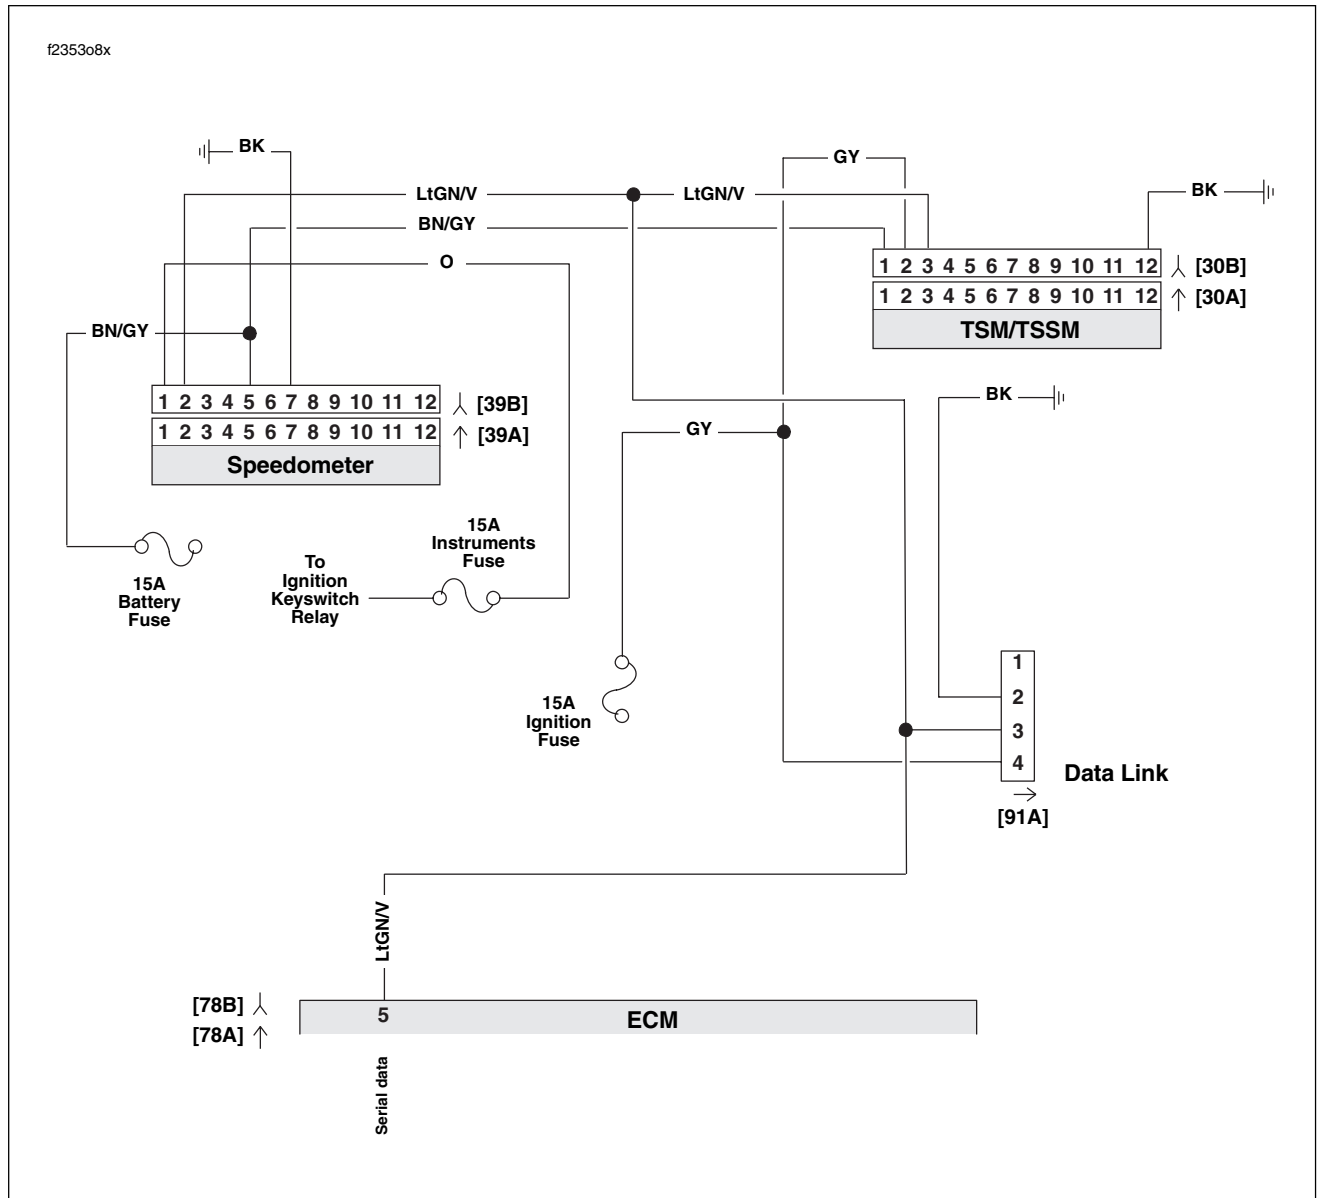 f2353o8x
BK
GY
LtGN/V
LtGN/V
BK
BN/GY
O
1 2 3 4 5 6 7 8 9 10 11 12 [30B]
1 2 3 4 5 6 7 8 9 10 11 12 [30A]
TSM/TSSM
BN/GY
1 2 3 4 5 6 7 8 9 10 11 12 [39B]
1 2 3 4 5 6 7 8 9 10 11 12 [39A]
Speedometer
BK
GY
15A
Battery
Fuse
To
Ignition
Keyswitch
Relay
15A
Instruments
Fuse
15A
Ignition
Fuse
1
2
3
4
Data Link
[91A]
LtGN/V
[78B]
[78A]
5
ECM
Serial data